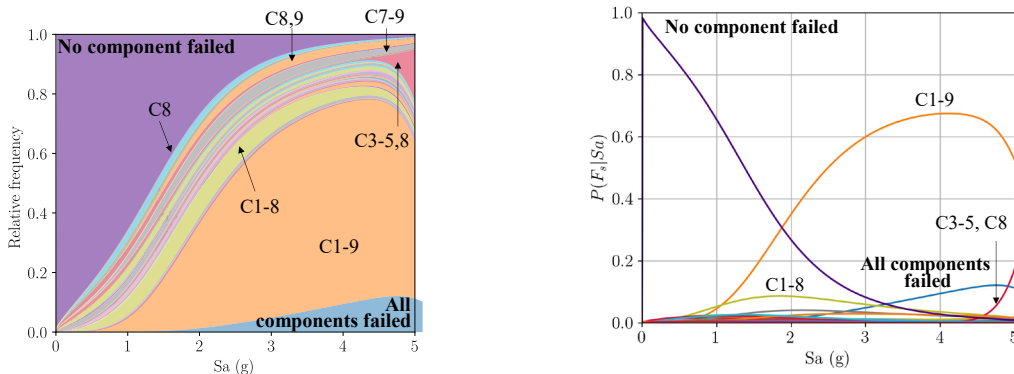 C8,9
C7-9
No component failed
C8
C3-5,8
C1-8
C1-9
All
components failed
Relative frequency
1.0
0.8
0.6
0.4
0.2
0.0
0
1
2
3
4
5
Sa (g)
No component failed
C1-9
C3-5, C8
All components
failed
C1-8
P(F_s|Sa)
1.0
0.8
0.6
0.4
0.2
0.0
0
1
2
3
4
5
Sa (g)